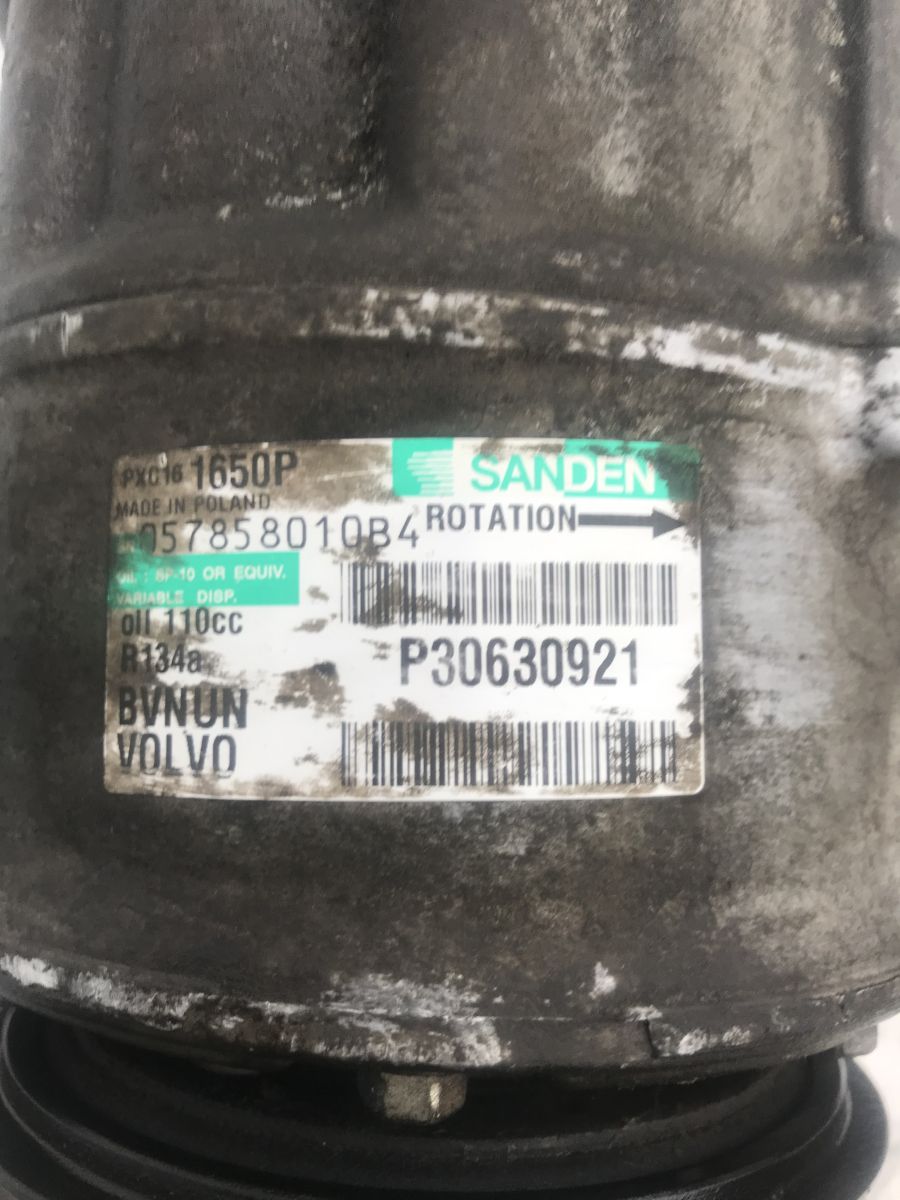 PXC16 1650P
SANDEN
MADE IN POLAND
057858010B4
ROTATION
OIL : SP-10 OR EQUIV.
VARIABLE DISP.
oil 110cc
R134a
P30630921
BVNUN
VOLVO